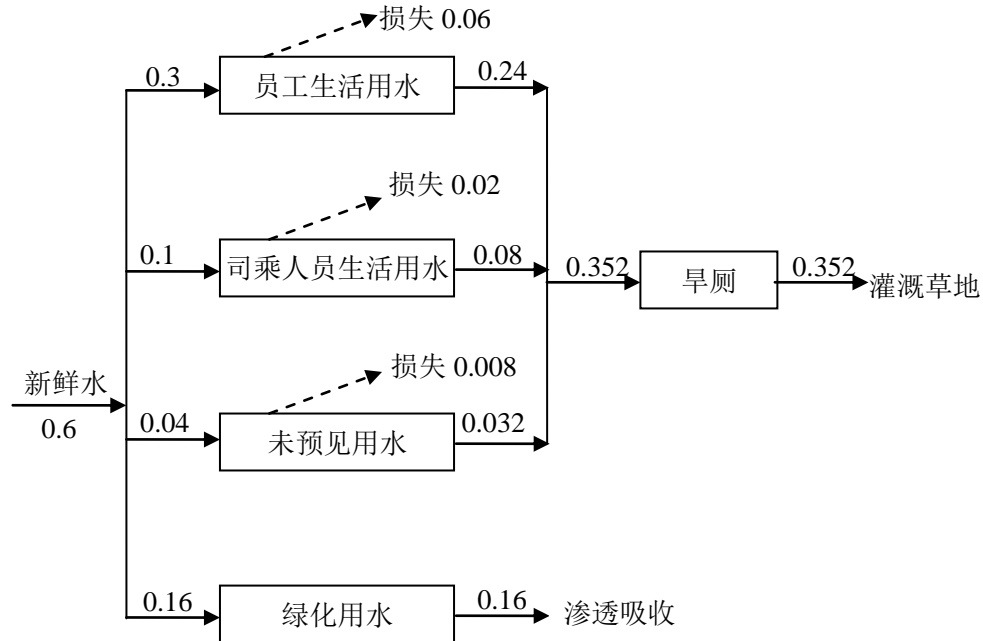 损失 0.06
0.3
员工生活用水
0.24
损失 0.02
0.1
司乘人员生活用水
0.08
0.352
旱厕
0.352
灌溉草地
损失 0.008
新鲜水
0.6
0.04
未预见用水
0.032
0.16
绿化用水
0.16
渗透吸收